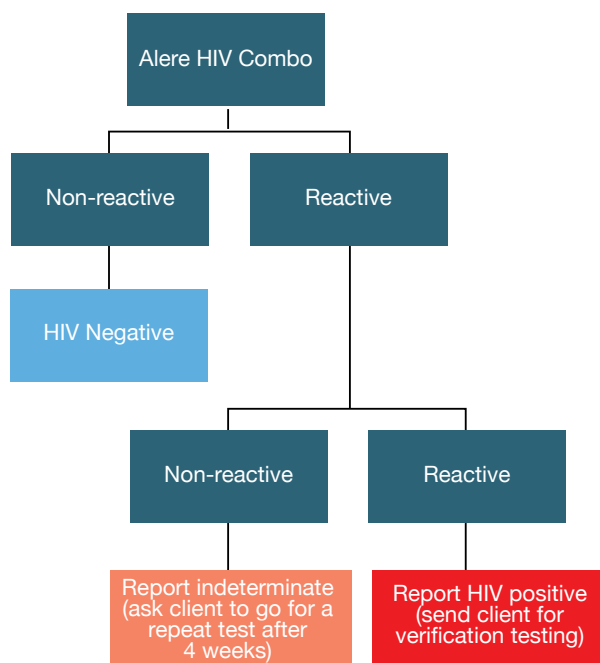 Alere HIV Combo
Non-reactive
Reactive
HIV Negative
Non-reactive
Reactive
Report indeterminate
(ask client to go for a
repeat test after
4 weeks)
Report HIV positive
(send client for
verification testing)